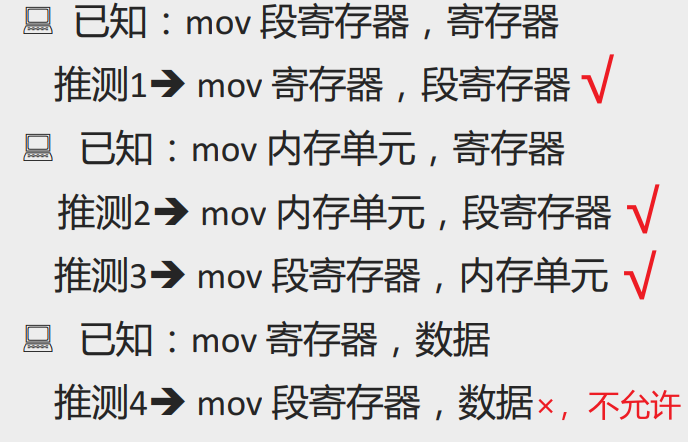 已知：mov 段寄存器，寄存器
推测1➔ mov 寄存器，段寄存器 √
已知：mov 内存单元，寄存器
推测2➔ mov 内存单元，段寄存器 √
推测3➔ mov 段寄存器，内存单元 √
已知：mov 寄存器，数据
推测4➔ mov 段寄存器，数据×，不允许